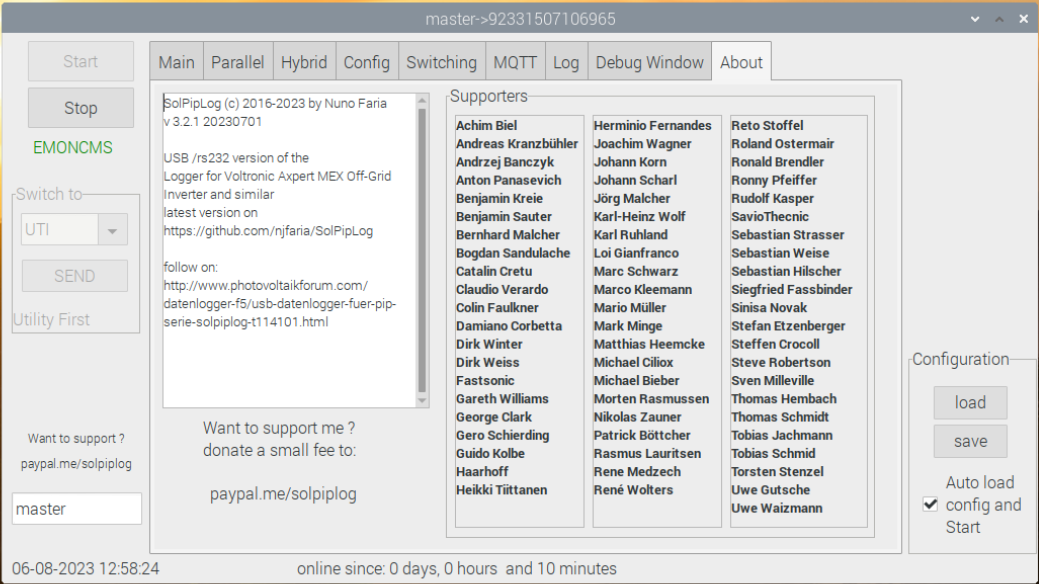 master->92331507106965
Start
Stop
EMONCMS
Switch to
UTI
SEND
Utility First
Want to support ?
paypal.me/solpiplog
master
Main
Parallel
Hybrid
Config
Switching
MQTT
Log
Debug Window
About
SolPipLog (c) 2016-2023 by Nuno Faria
v 3.2.1 20230701
USB /rs232 version of the
Logger for Voltronic Axpert MEX Off-Grid
Inverter and similar
latest version on
https://github.com/njfaria/SolPipLog
follow on:
http://www.photovoltaikforum.com/
datenlogger-f5/usb-datenlogger-fuer-pip-
serie-solpiplog-t114101.html
Want to support me ?
donate a small fee to:
paypal.me/solpiplog
Supporters
Achim Biel
Andreas Kranzbühler
Andrzej Banczyk
Anton Panasevich
Benjamin Kreie
Benjamin Sauter
Bernhard Malcher
Bogdan Sandulache
Catalin Cretu
Claudio Verardo
Colin Faulkner
Damiano Corbetta
Dirk Winter
Dirk Weiss
Fastsonic
Gareth Williams
George Clark
Gero Schierding
Guido Kolbe
Haarhoff
Heikki Tiittanen
Herminio Fernandes
Joachim Wagner
Johann Korn
Johann Scharl
Jörg Malcher
Karl-Heinz Wolf
Karl Ruhland
Loi Gianfranco
Marc Schwarz
Marco Kleemann
Mario Müller
Mark Minge
Matthias Heemcke
Michael Ciliox
Michael Bieber
Morten Rasmussen
Nikolas Zauner
Patrick Böttcher
Rasmus Lauritsen
Rene Medzech
René Wolters
Reto Stoffel
Roland Ostermair
Ronald Brendler
Ronny Pfeiffer
Rudolf Kasper
SavioThecnic
Sebastian Strasser
Sebastian Weise
Sebastian Hilscher
Siegfried Fassbinder
Sinisa Novak
Stefan Etzenberger
Steffen Crocoll
Steve Robertson
Sven Milleville
Thomas Hembach
Thomas Schmidt
Tobias Jachmann
Tobias Schmid
Torsten Stenzel
Uwe Gutsche
Uwe Waizmann
Configuration
load
save
Auto load
config and
Start
06-08-2023 12:58:24
online since: 0 days, 0 hours and 10 minutes